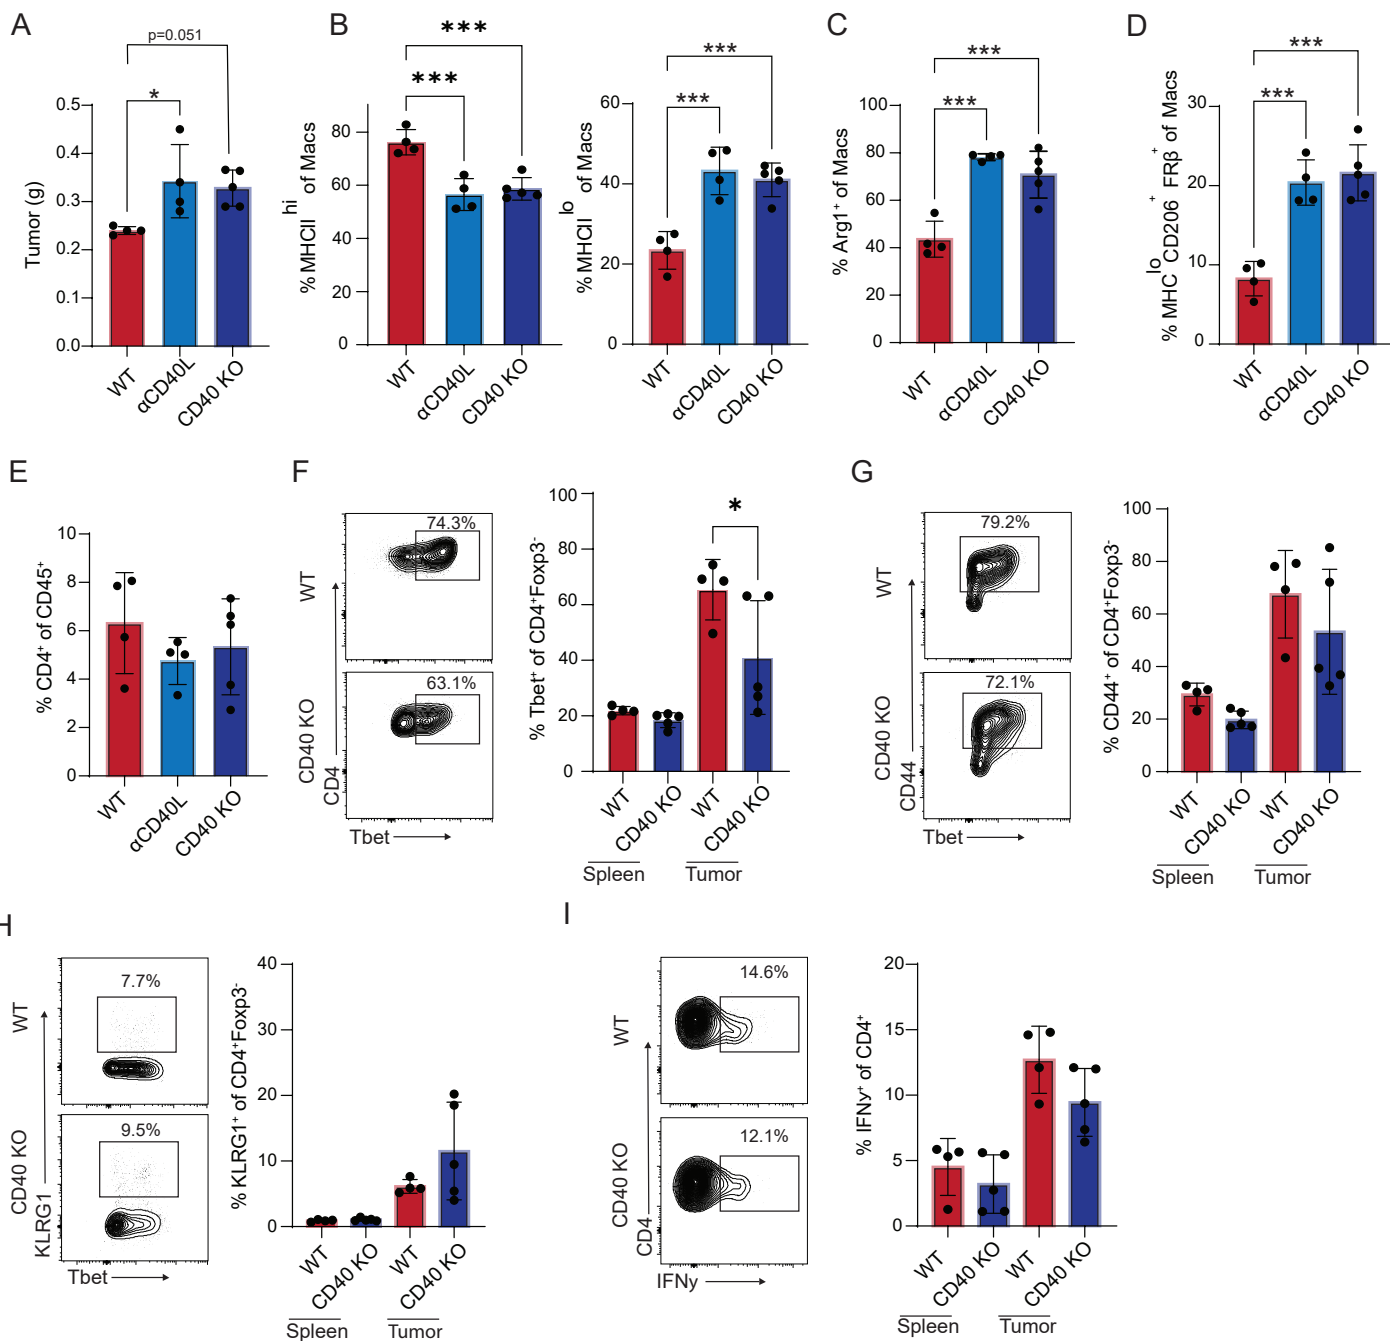 A
p=0.051
*
Tumor (g)
0.5
0.4
0.3
0.2
0.1
0.0
WT
αCD40L
CD40 KO
B
***
***
% MHCII hi of Macs
80
60
40
20
0
WT
αCD40L
CD40 KO
***
***
% MHCII lo of Macs
60
40
20
0
WT
αCD40L
CD40 KO
C
***
***
% Arg1+ of Macs
100
80
60
40
20
0
WT
αCD40L
CD40 KO
D
***
***
% MHC lo CD206+ FRβ+ of Macs
30
20
10
0
WT
αCD40L
CD40 KO
E
% CD4+ of CD45+
10
8
6
4
2
0
WT
αCD40L
CD40 KO
F
WT
74.3%
CD40 KO
63.1%
CD4
Tbet
*
% Tbet+ of CD4+Foxp3-
100
80
60
40
20
0
WT
CD40 KO
WT
CD40 KO
Spleen
Tumor
G
WT
79.2%
CD40 KO
72.1%
CD44
Tbet
% CD44+ of CD4+Foxp3-
100
80
60
40
20
0
WT
CD40 KO
WT
CD40 KO
Spleen
Tumor
H
WT
7.7%
CD40 KO
9.5%
KLRG1
Tbet
% KLRG1+ of CD4+Foxp3-
40
30
20
10
0
WT
CD40 KO
WT
CD40 KO
Spleen
Tumor
I
WT
14.6%
CD40 KO
12.1%
CD4
IFNy
% IFNy+ of CD4+
20
15
10
5
0
WT
CD40 KO
WT
CD40 KO
Spleen
Tumor